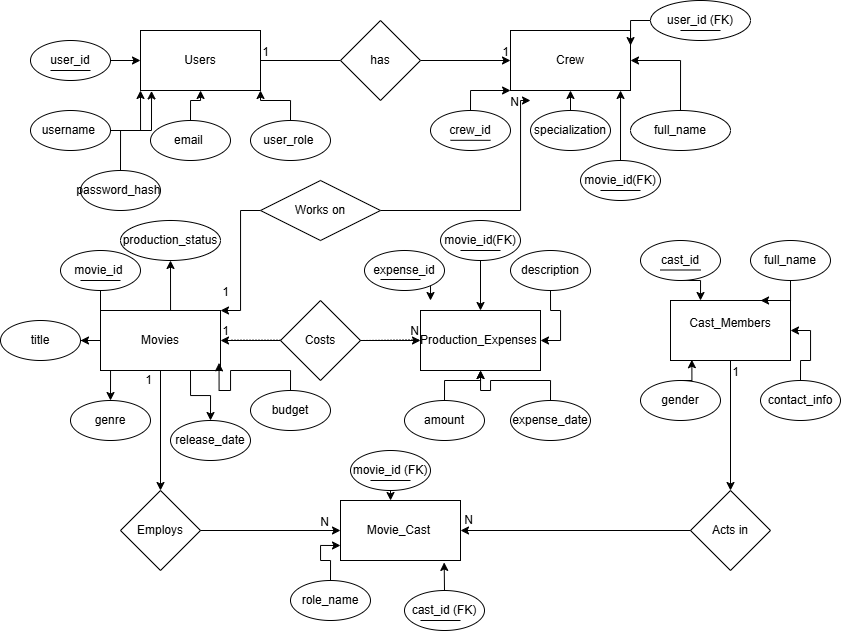 user_id (FK)
Users
1
has
1
Crew
user_id
N
username
email
user_role
crew_id
specialization
full_name
password_hash
movie_id(FK)
Works on
production_status
movie_id
movie_id(FK)
expense_id
description
cast_id
full_name
1
title
Movies
1
Costs
N
Production_Expenses
Cast_Members
1
1
genre
release_date
budget
amount
expense_date
gender
contact_info
movie_id (FK)
Employs
N
Movie_Cast
N
Acts in
role_name
cast_id (FK)